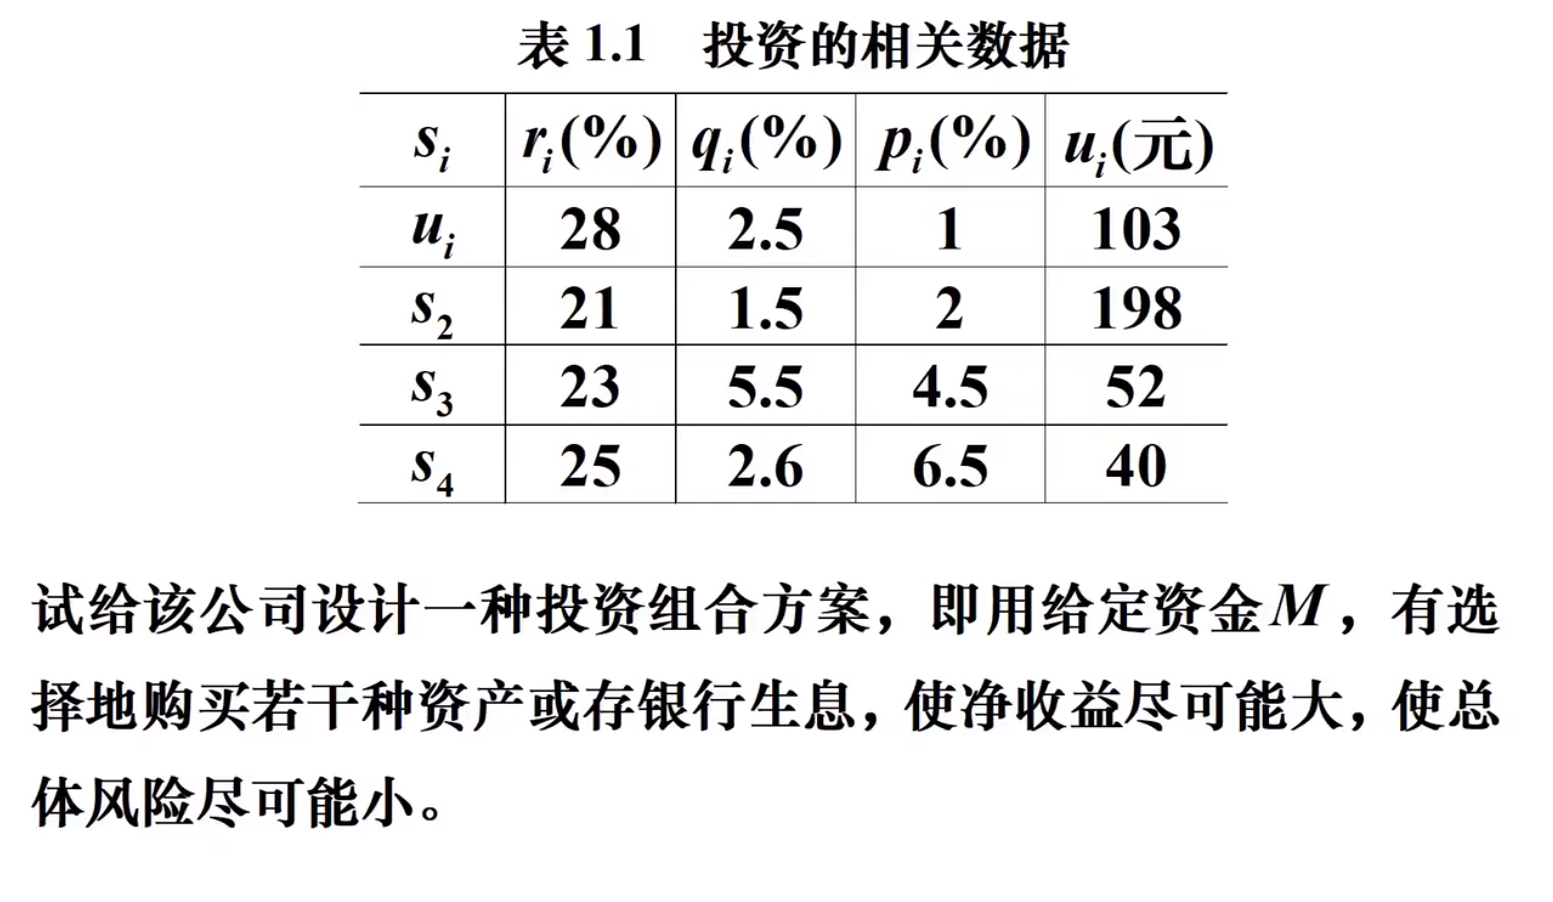 表 1.1 投资的相关数据
s_i r_i(%) q_i(%) p_i(%) u_i(元)
u_i 28 2.5 1 103
s_2 21 1.5 2 198
s_3 23 5.5 4.5 52
s_4 25 2.6 6.5 40
试给该公司设计一种投资组合方案，即用给定资金M，有选
择地购买若干种资产或存银行生息，使净收益尽可能大，使总
体风险尽可能小。